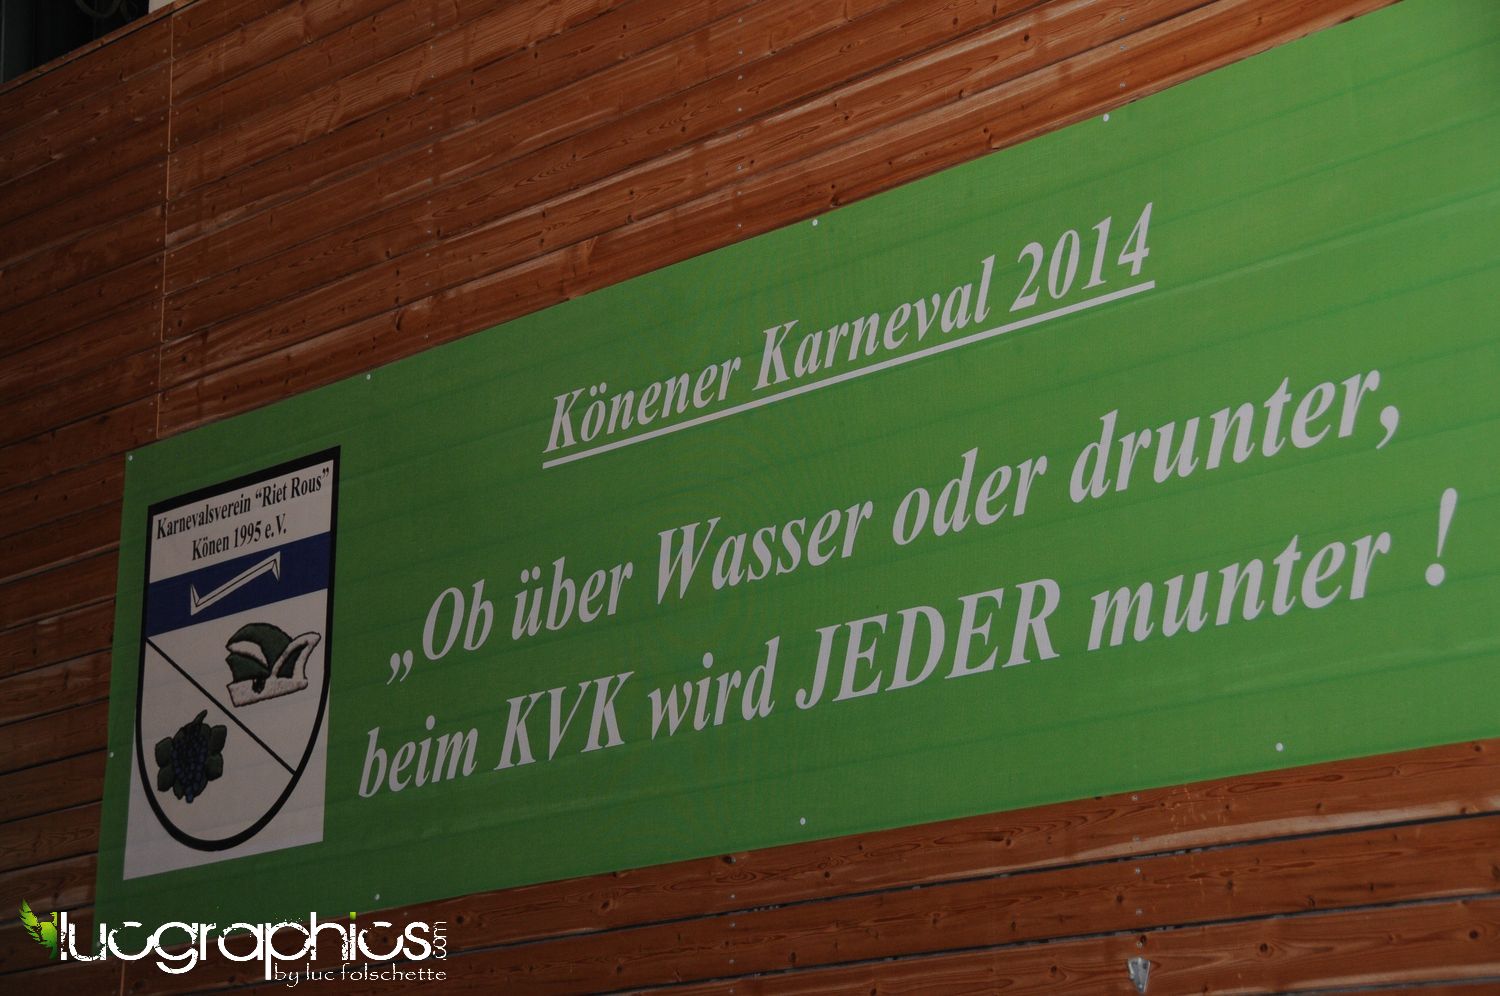 Könener Karneval 2014
„Ob über Wasser oder drunter,
beim KVK wird JEDER munter !
Karnevalsverein “Riet Rous”
Könen 1995 e.V.
lucgraphics.com
by luc folschette